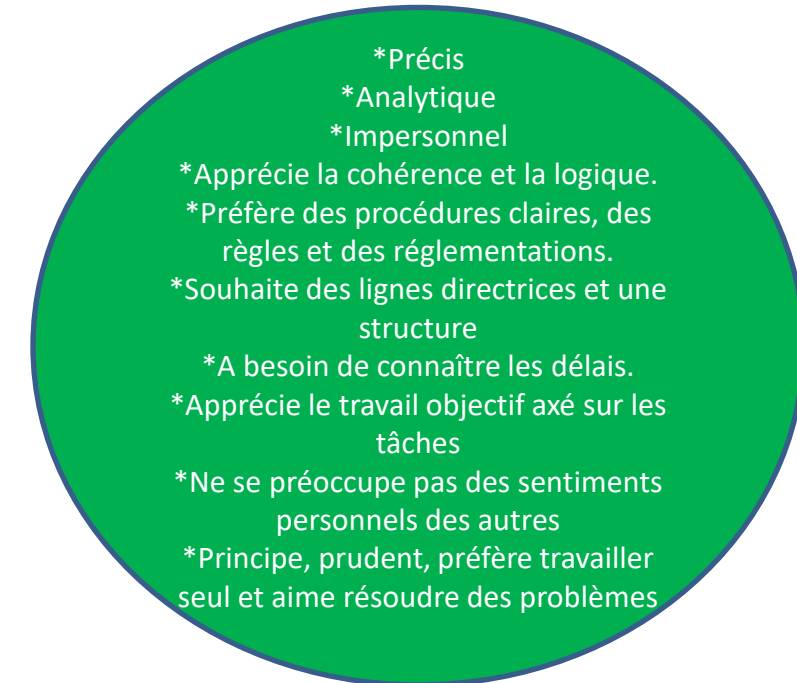 *Précis
*Analytique
*Impersonnel
*Apprécie la cohérence et la logique.
*Préfère des procédures claires, des
règles et des réglementations.
*Souhaite des lignes directrices et une
structure
*A besoin de connaître les délais.
*Apprécie le travail objectif axé sur les
tâches
*Ne se préoccupe pas des sentiments
personnels des autres
*Principe, prudent, préfère travailler
seul et aime résoudre des problèmes